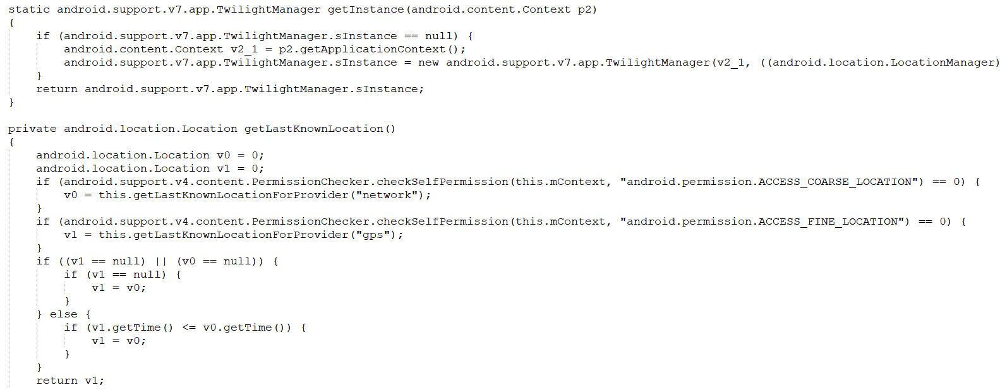 static android.support.v7.app.TwilightManager getInstance(android.content.Context p2)
{
    if (android.support.v7.app.TwilightManager.sInstance == null) {
        android.content.Context v2_1 = p2.getApplicationContext();
        android.support.v7.app.TwilightManager.sInstance = new android.support.v7.app.TwilightManager(v2_1, ((android.location.LocationManager)
    }
    return android.support.v7.app.TwilightManager.sInstance;
}

private android.location.Location getLastKnownLocation()
{
    android.location.Location v0 = 0;
    android.location.Location v1 = 0;
    if (android.support.v4.content.PermissionChecker.checkSelfPermission(this.mContext, "android.permission.ACCESS_COARSE_LOCATION") == 0) {
        v0 = this.getLastKnownLocationForProvider("network");
    }
    if (android.support.v4.content.PermissionChecker.checkSelfPermission(this.mContext, "android.permission.ACCESS_FINE_LOCATION") == 0) {
        v1 = this.getLastKnownLocationForProvider("gps");
    }
    if ((v1 == null) || (v0 == null)) {
        if (v1 == null) {
            v1 = v0;
        }
    } else {
        if (v1.getTime() <= v0.getTime()) {
            v1 = v0;
        }
    }
    return v1;